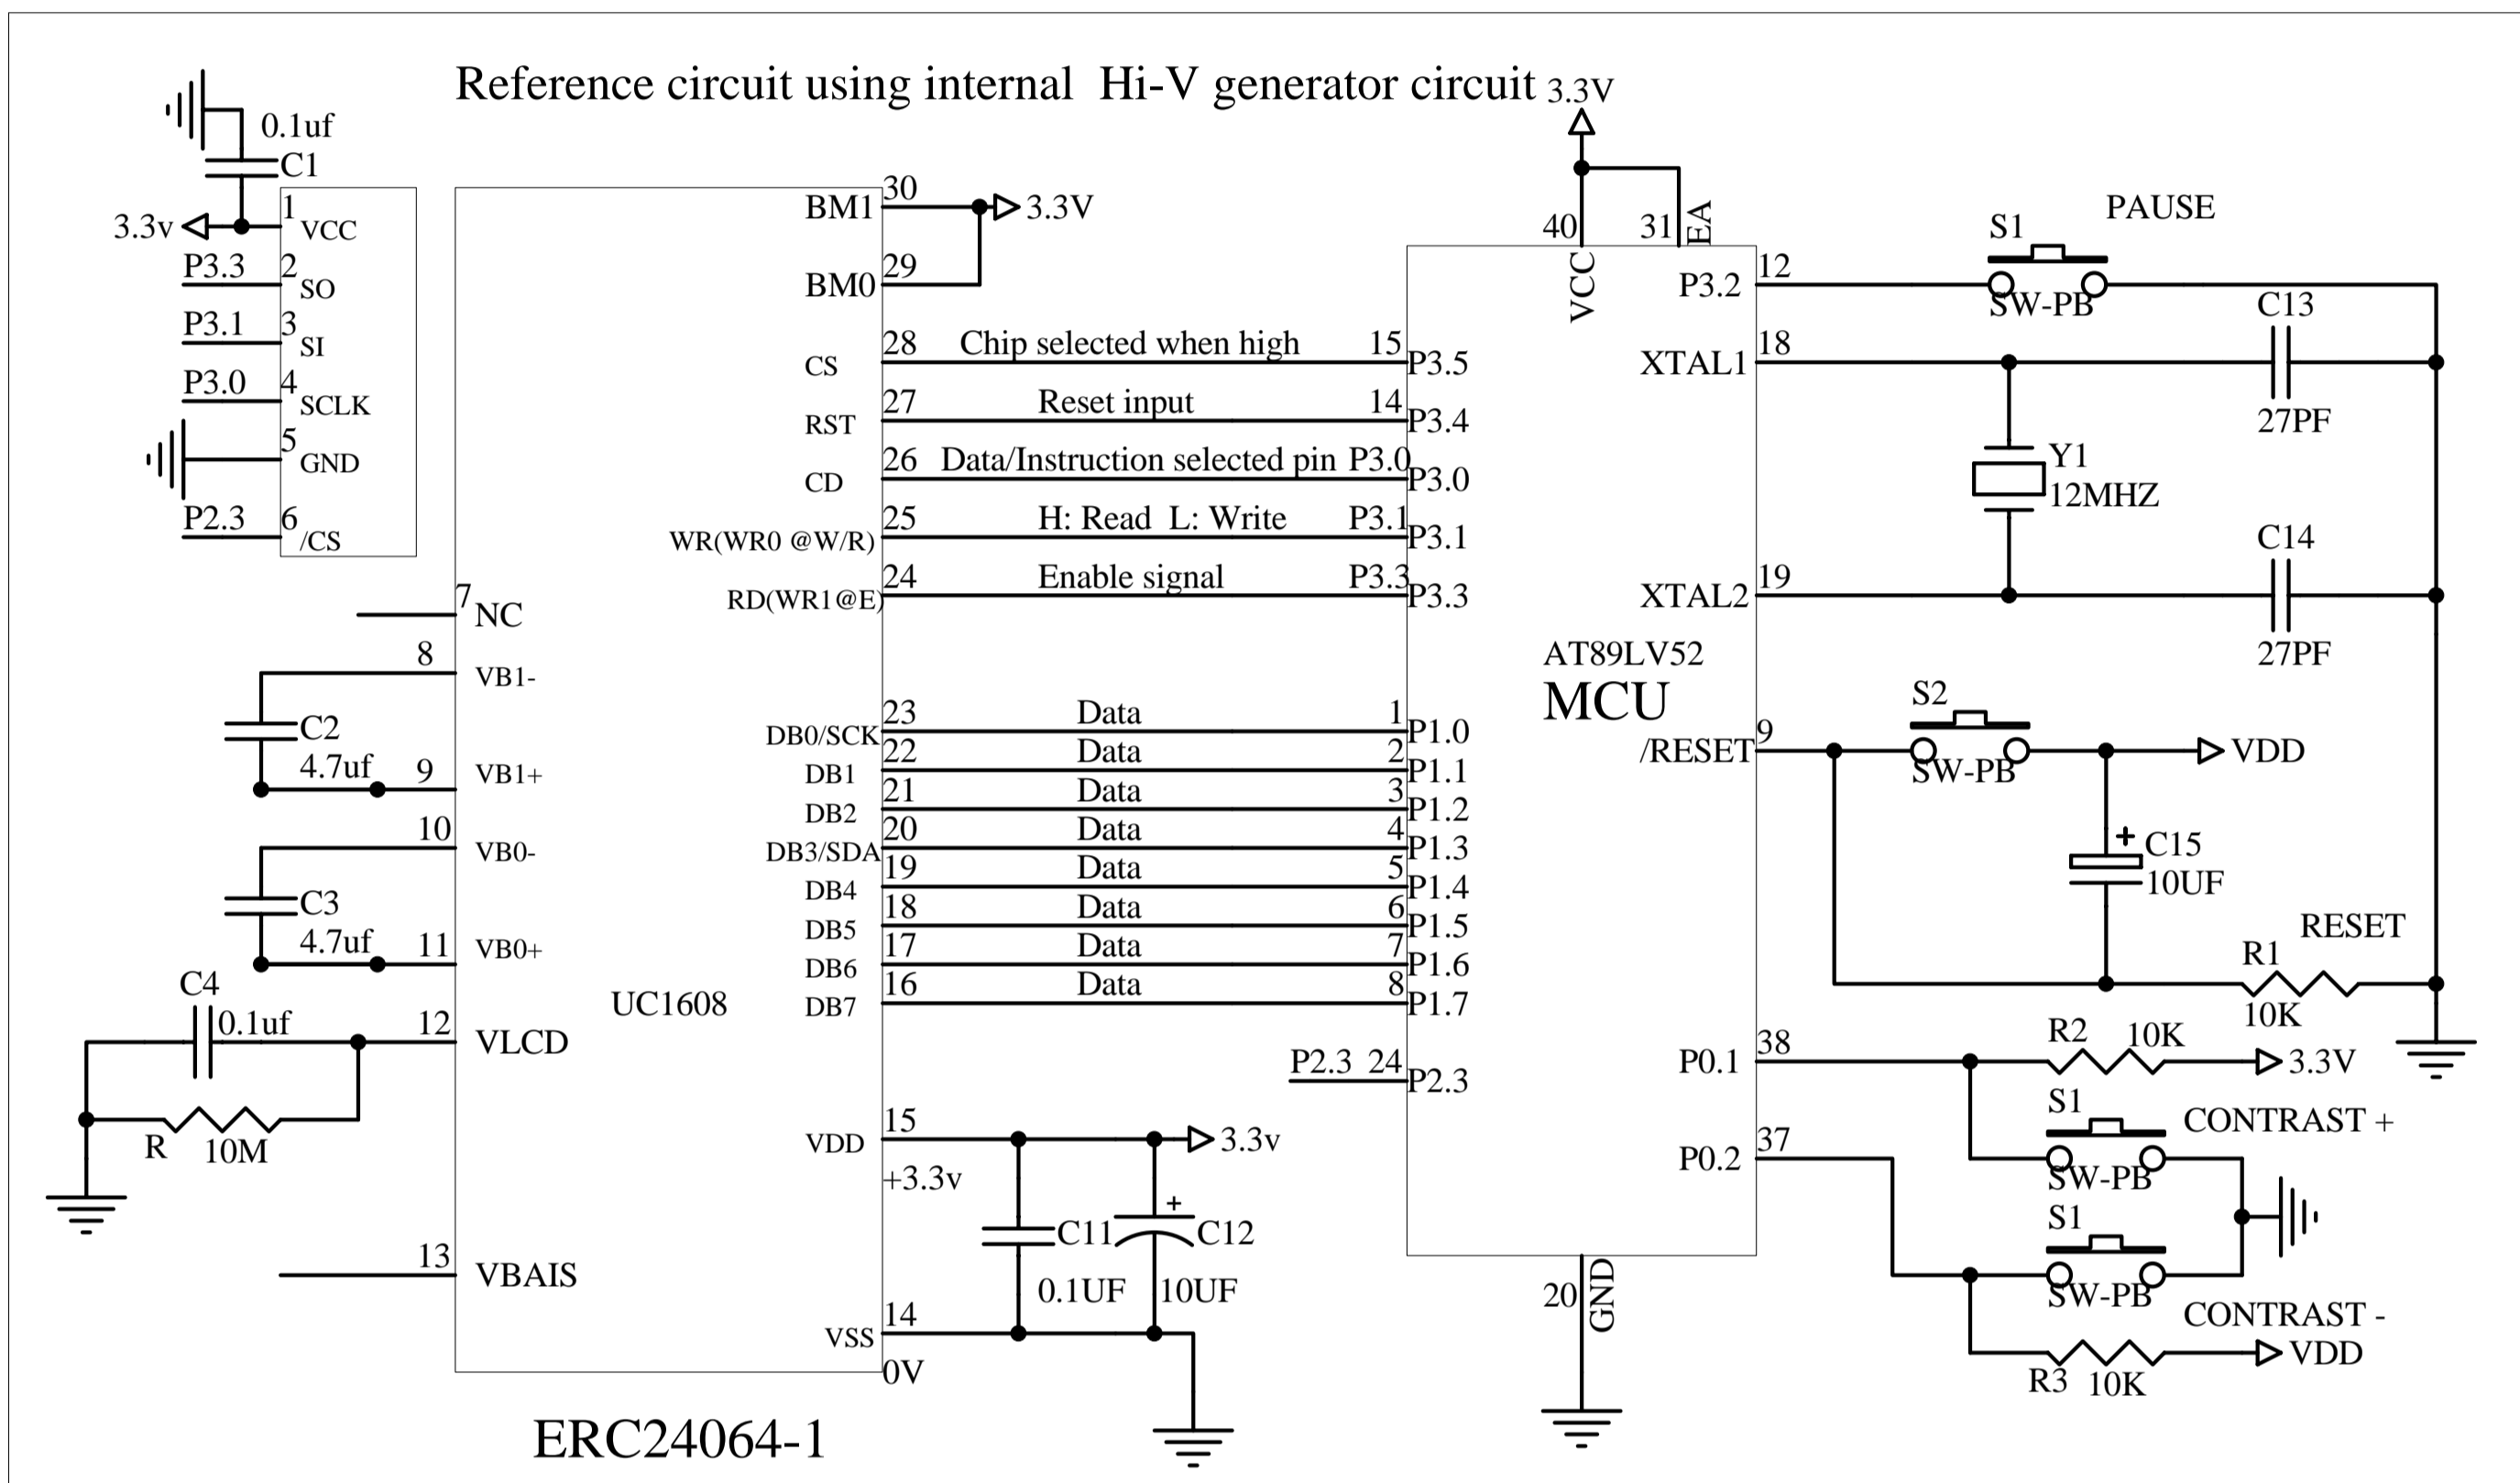 Reference circuit using internal Hi-V generator circuit
3.3V
0.1uf
C1
3.3v
1
VCC
P3.3
2
SO
P3.1
3
SI
P3.0
4
SCLK
5
GND
P2.3
6
/CS
7
NC
8
VB1-
C2
4.7uf
9
VB1+
10
VB0-
C3
4.7uf
11
VB0+
C4
0.1uf
12
VLCD
R
10M
13
VBAIS
UC1608
BM1
30
3.3V
BM0
29
CS
28
Chip selected when high
15
P3.5
RST
27
Reset input
14
P3.4
CD
26
Data/Instruction selected pin
P3.0
P3.0
WR(WR0 @W/R)
25
H: Read L: Write
P3.1
P3.1
RD(WR1@E)
24
Enable signal
P3.3
P3.3
DB0/SCK
23
Data
1
P1.0
DB1
22
Data
2
P1.1
DB2
21
Data
3
P1.2
DB3/SDA
20
Data
4
P1.3
DB4
19
Data
5
P1.4
DB5
18
Data
6
P1.5
DB6
17
Data
7
P1.6
DB7
16
Data
8
P1.7
P2.3
24
P2.3
VDD
15
3.3v
+3.3v
C11
0.1UF
+
C12
10UF
VSS
14
0V
ERC24064-1
40
VCC
31
EA
AT89LV52
MCU
20
GND
P3.2
12
S1
PAUSE
SW-PB
XTAL1
18
C13
27PF
Y1
12MHZ
XTAL2
19
C14
27PF
/RESET
9
S2
SW-PB
VDD
+
C15
10UF
RESET
R1
10K
P0.1
38
R2
10K
3.3V
S1
CONTRAST +
SW-PB
P0.2
37
S1
SW-PB
CONTRAST -
R3
10K
VDD